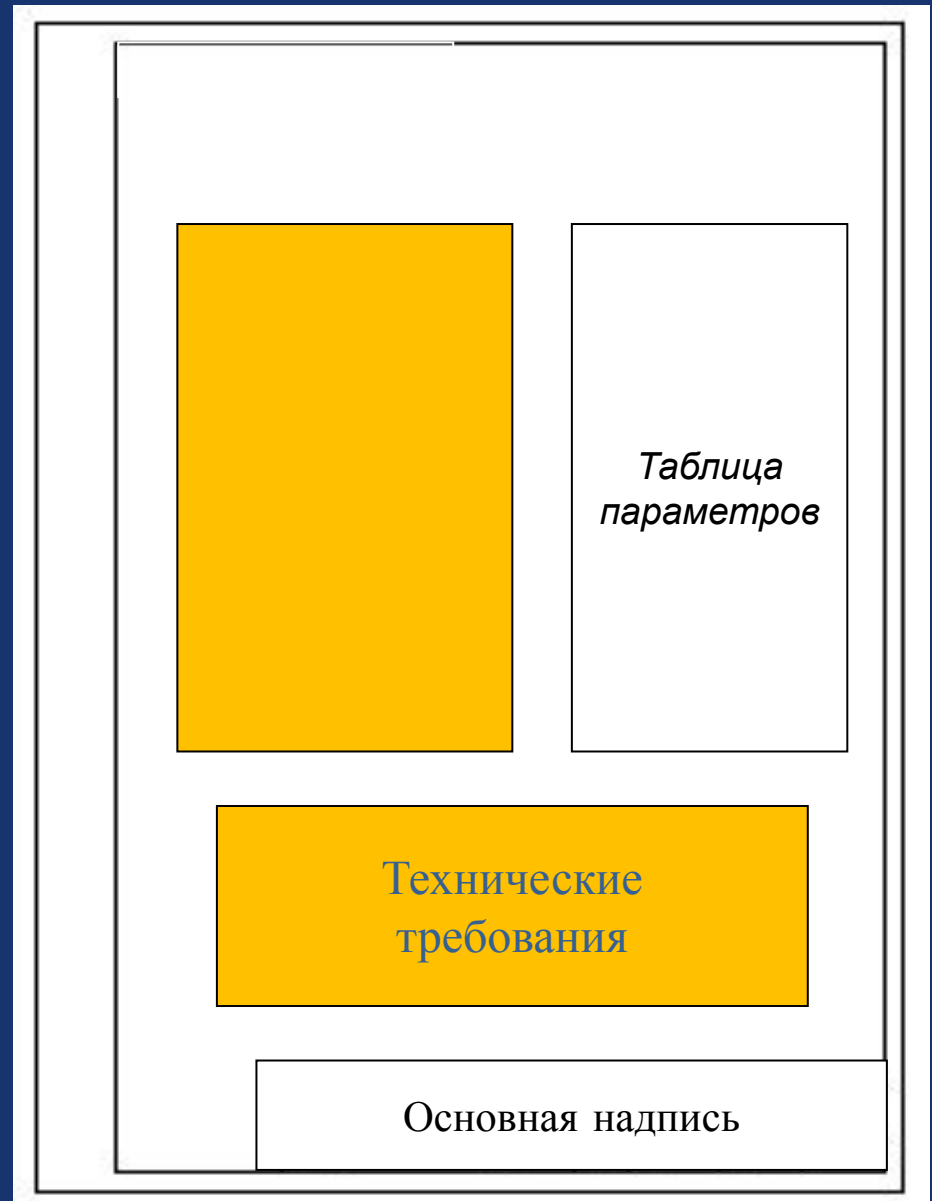 Таблица
параметров
Технические
требования
Основная надпись